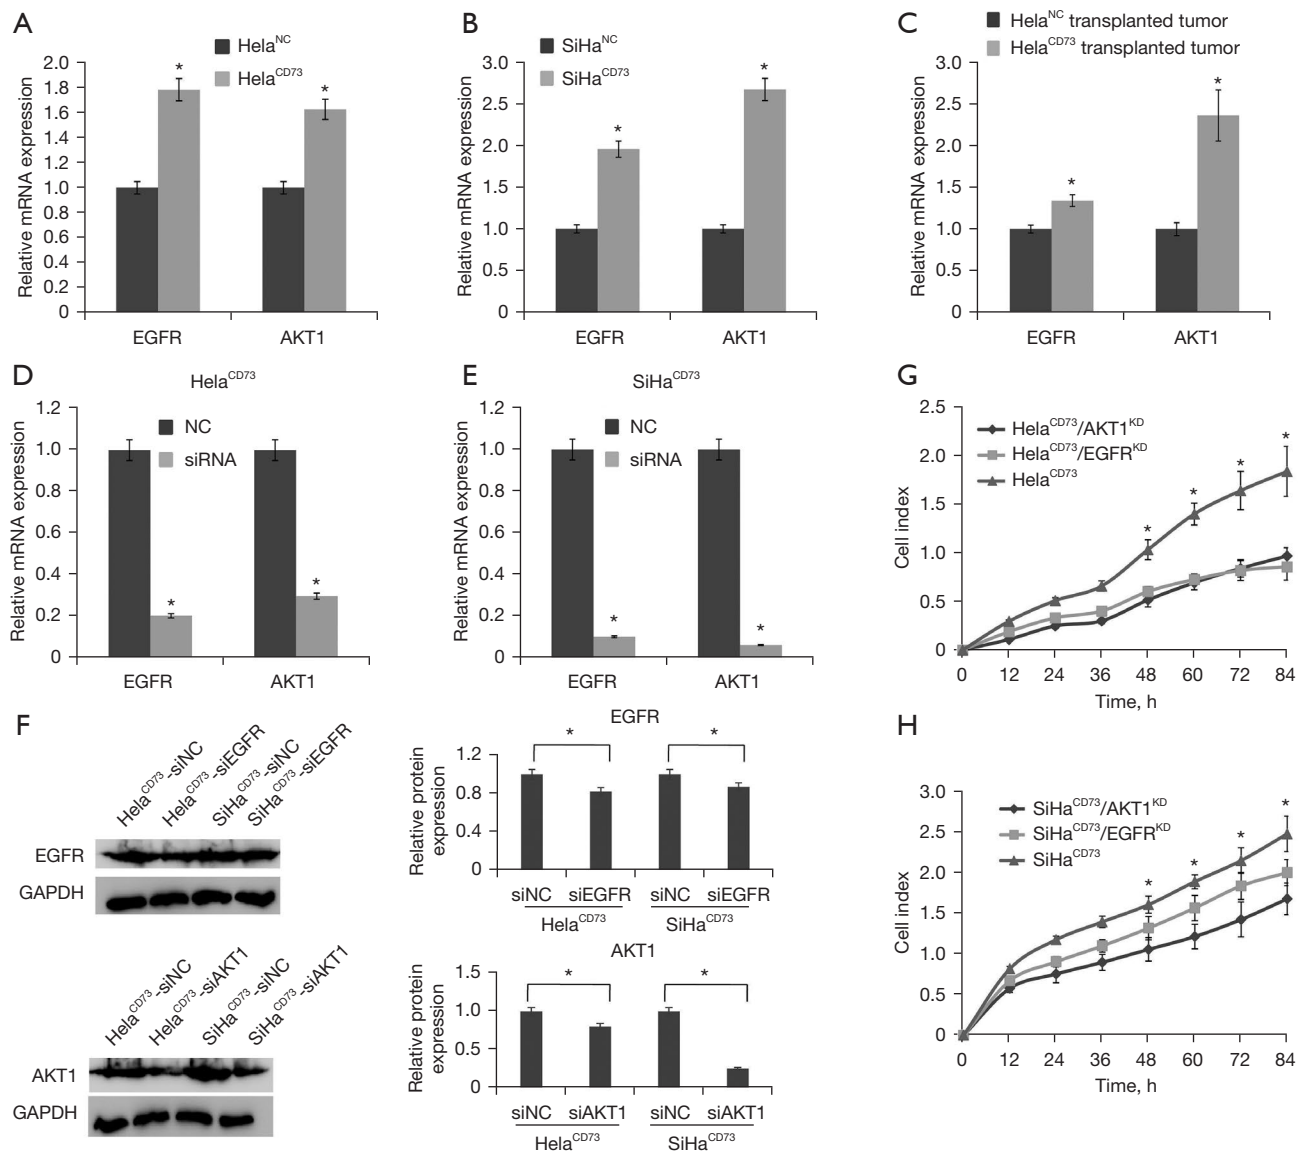 A
Hela^NC
Hela^CD73
Relative mRNA expression
2.0
1.8
1.6
1.4
1.2
1.0
0.8
0.6
0.4
0.2
0
* *
EGFR AKT1
B
SiHa^NC
SiHa^CD73
Relative mRNA expression
3.0
2.5
2.0
1.5
1.0
0.5
0
* *
EGFR AKT1
C
Hela^NC transplanted tumor
Hela^CD73 transplanted tumor
Relative mRNA expression
3.0
2.5
2.0
1.5
1.0
0.5
0
* *
EGFR AKT1
D
Hela^CD73
NC
siRNA
Relative mRNA expression
1.2
1.0
0.8
0.6
0.4
0.2
0
* *
EGFR AKT1
E
SiHa^CD73
NC
siRNA
Relative mRNA expression
1.2
1.0
0.8
0.6
0.4
0.2
0
* *
EGFR AKT1
G
Hela^CD73/AKT1^KD
Hela^CD73/EGFR^KD
Hela^CD73
Cell index
2.5
2.0
1.5
1.0
0.5
0
* * * *
0 12 24 36 48 60 72 84
Time, h
F
Hela^CD73-siNC
Hela^CD73-siEGFR
SiHa^CD73-siNC
SiHa^CD73-siEGFR
EGFR
GAPDH
Hela^CD73-siNC
Hela^CD73-siAKT1
SiHa^CD73-siNC
SiHa^CD73-siAKT1
AKT1
GAPDH
EGFR
Relative protein
expression
1.2
0.8
0.4
0
* *
siNC siEGFR siNC siEGFR
Hela^CD73 SiHa^CD73
AKT1
Relative protein
expression
1.5
1.0
0.5
0
* *
siNC siAKT1 siNC siAKT1
Hela^CD73 SiHa^CD73
H
SiHa^CD73/AKT1^KD
SiHa^CD73/EGFR^KD
SiHa^CD73
Cell index
3.0
2.5
2.0
1.5
1.0
0.5
0
* * * *
0 12 24 36 48 60 72 84
Time, h